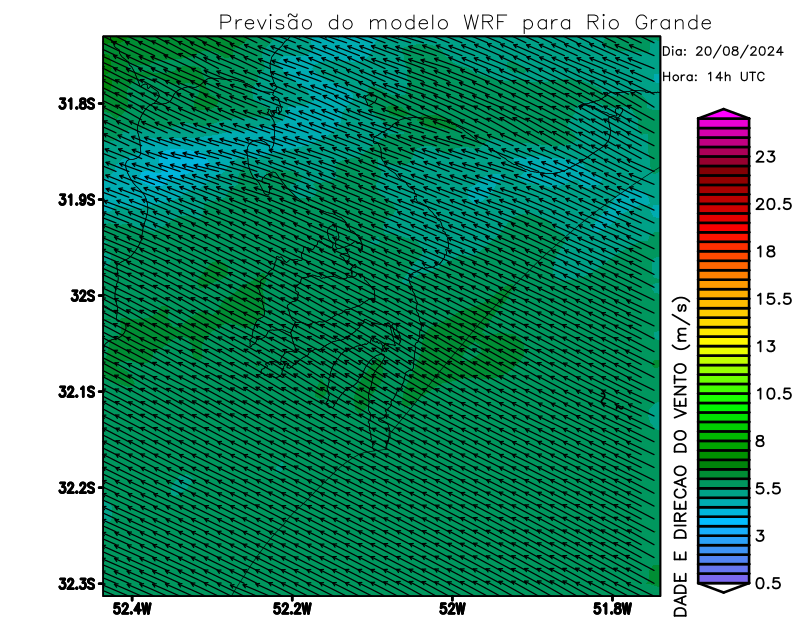 Previsão do modelo WRF para Rio Grande
Dia: 20/08/2024
Hora: 14h UTC
31.8S
31.9S
32S
32.1S
32.2S
32.3S
52.4W
52.2W
52W
51.8W
DADE E DIRECAO DO VENTO (m/s)
23
20.5
18
15.5
13
10.5
8
5.5
3
0.5